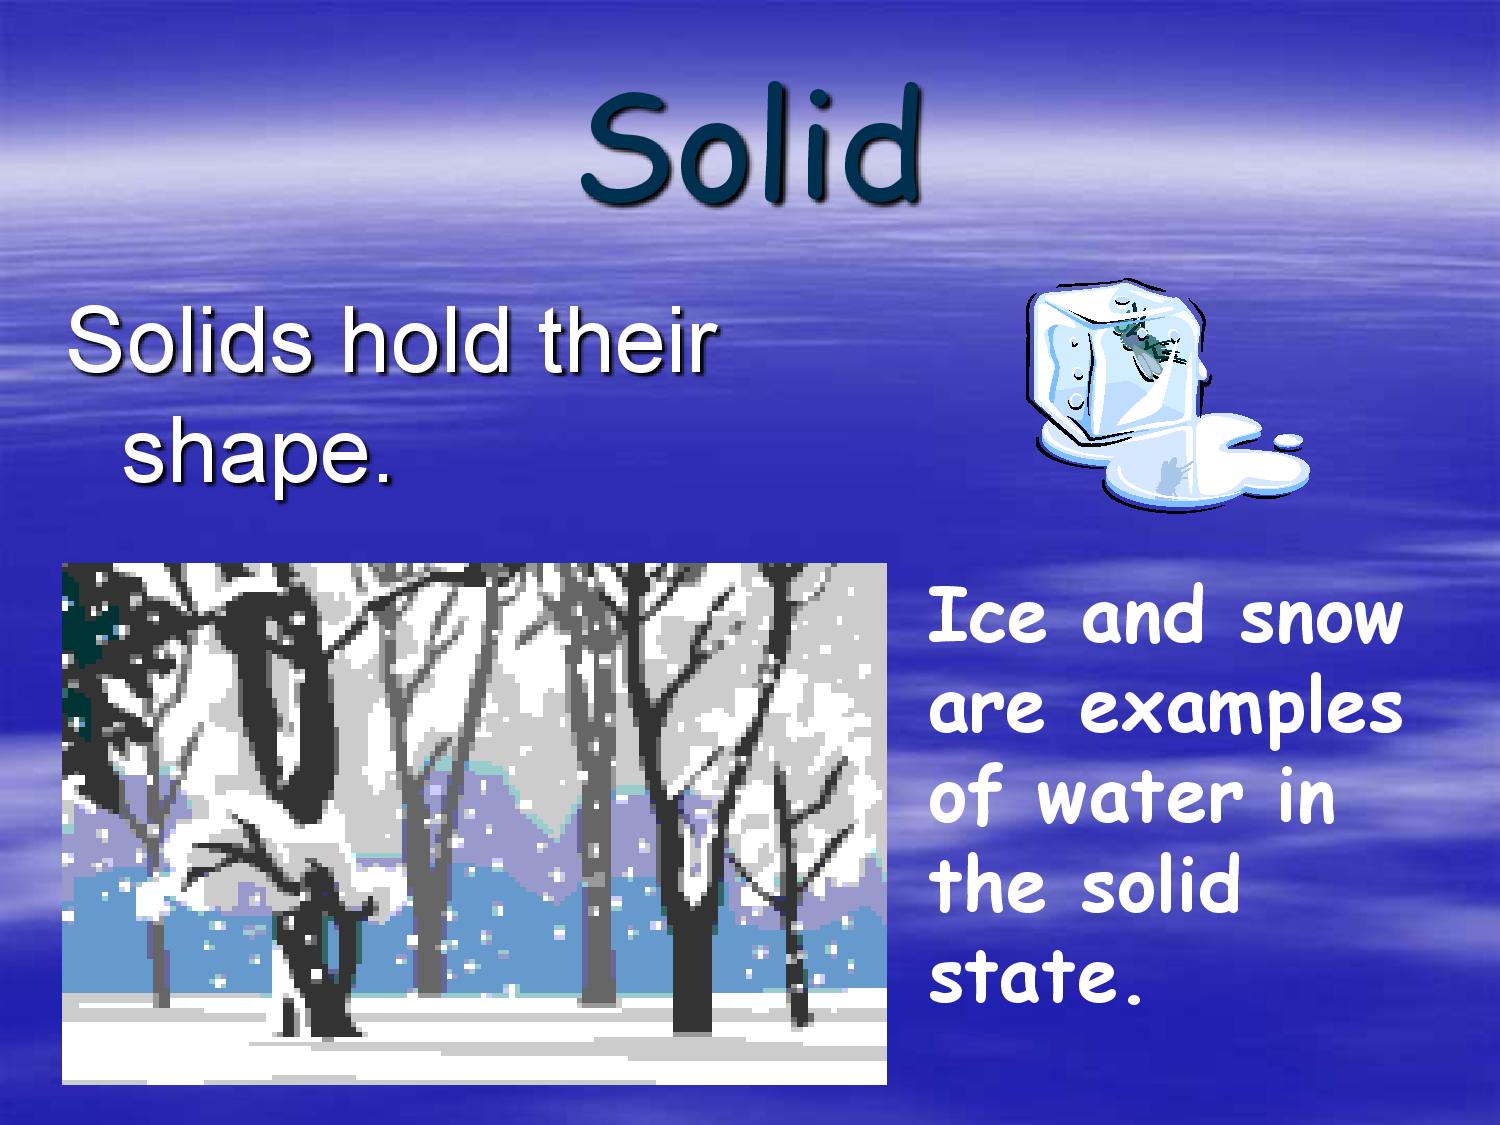 Solid
Solids hold their
shape.
Ice and snow
are examples
of water in
the solid
state.